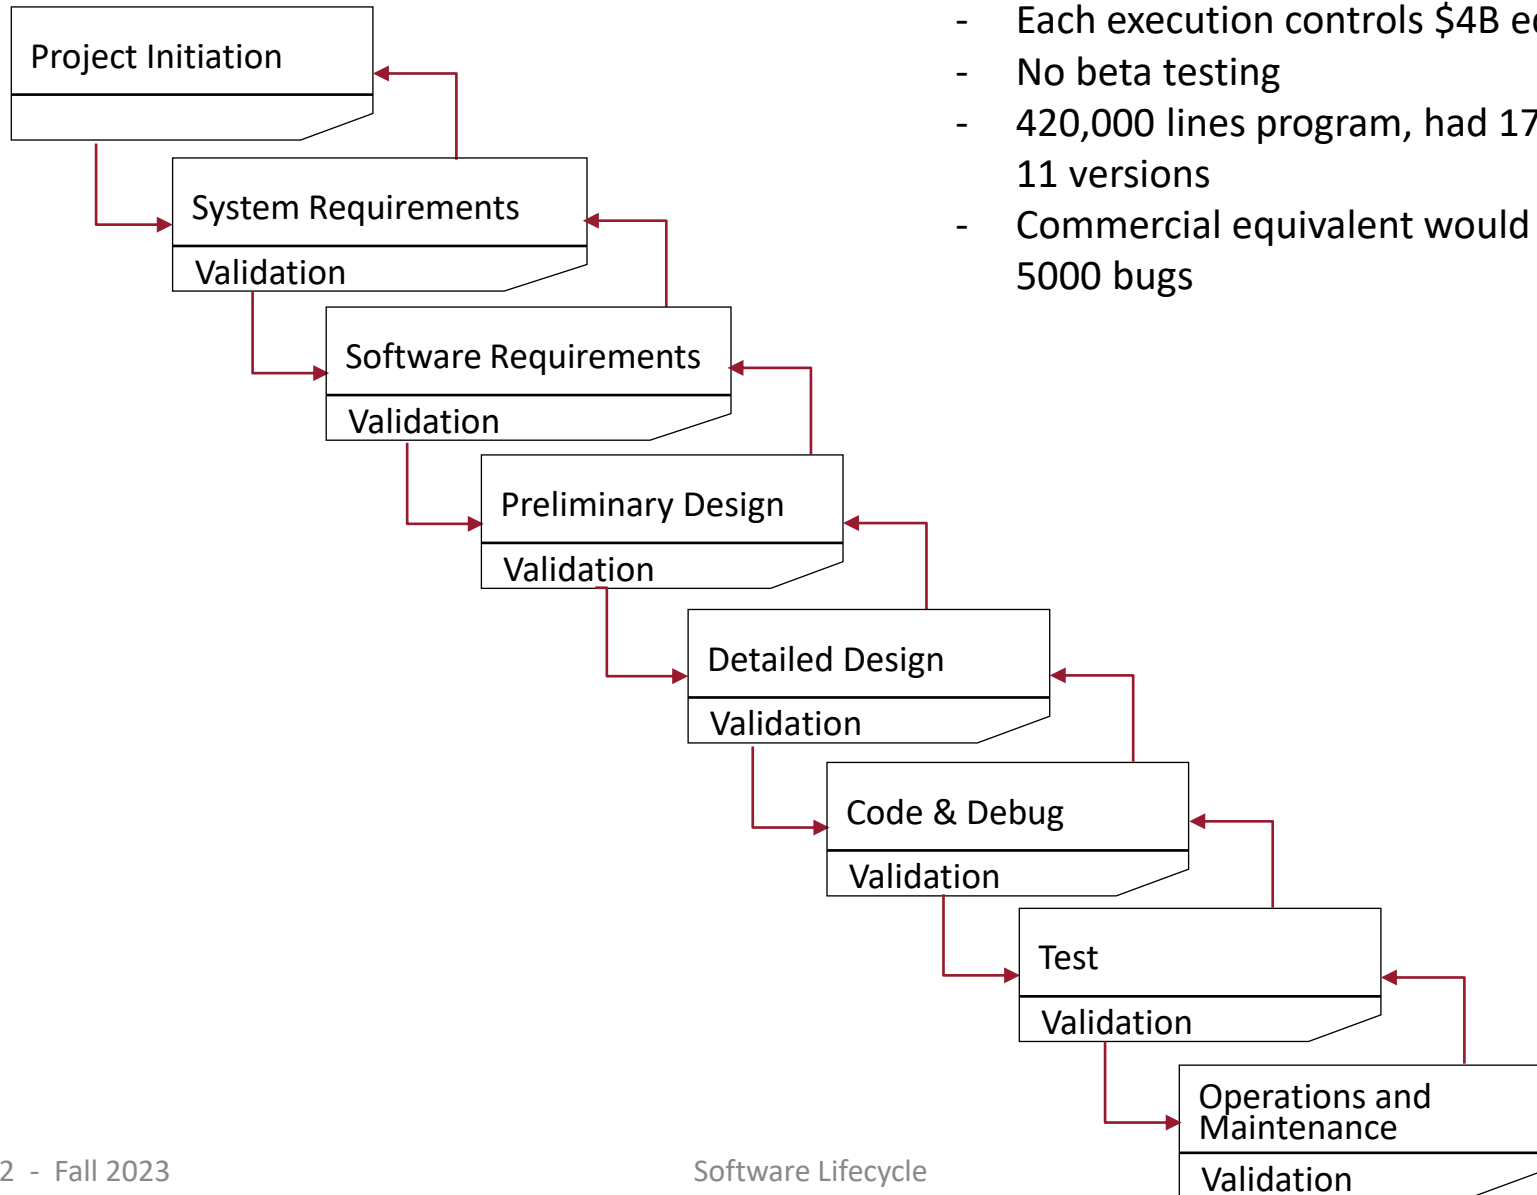 - Each execution controls $4B
- No beta testing
- 420,000 lines program, had 17
11 versions
- Commercial equivalent would
5000 bugs
Project Initiation
System Requirements
Validation
Software Requirements
Validation
Preliminary Design
Validation
Detailed Design
Validation
Code & Debug
Validation
Test
Validation
Operations and
Maintenance
Validation
2 - Fall 2023
Software Lifecycle